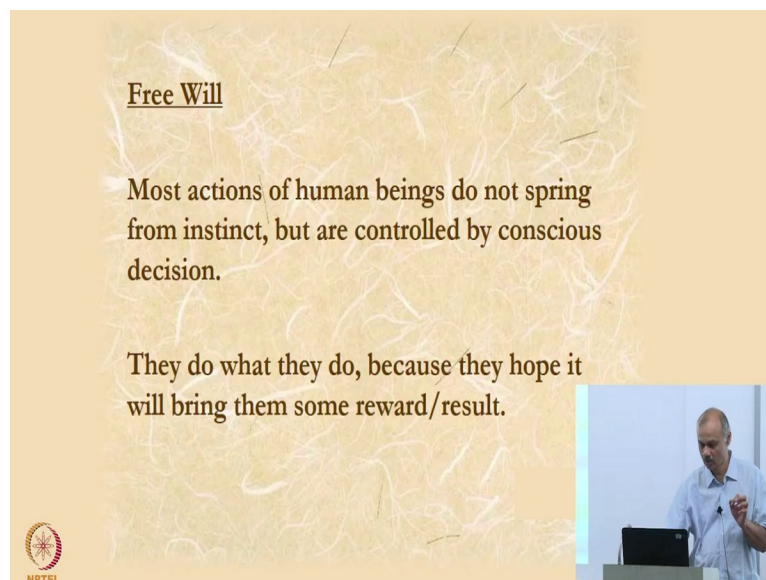 Free Will
Most actions of human beings do not spring
from instinct, but are controlled by conscious
decision.
They do what they do, because they hope it
will bring them some reward/result.
NPTEL